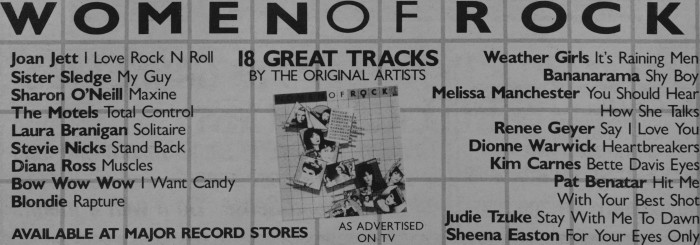 WOMEN OF ROCK
Joan Jett I Love Rock N Roll
Sister Sledge My Guy
Sharon O'Neill Maxine
The Motels Total Control
Laura Branigan Solitaire
Stevie Nicks Stand Back
Diana Ross Muscles
Bow Wow Wow I Want Candy
Blondie Rapture
AVAILABLE AT MAJOR RECORD STORES
18 GREAT TRACKS
BY THE ORIGINAL ARTISTS
OF ROCK
AS ADVERTISED
ON TV
Weather Girls It's Raining Men
Bananarama Shy Boy
Melissa Manchester You Should Hear
How She Talks
Renee Geyer Say I Love You
Dionne Warwick Heartbreakers
Kim Carnes Bette Davis Eyes
Pat Benatar Hit Me
With Your Best Shot
Judie Tzuke Stay With Me To Dawn
Sheena Easton For Your Eyes Only